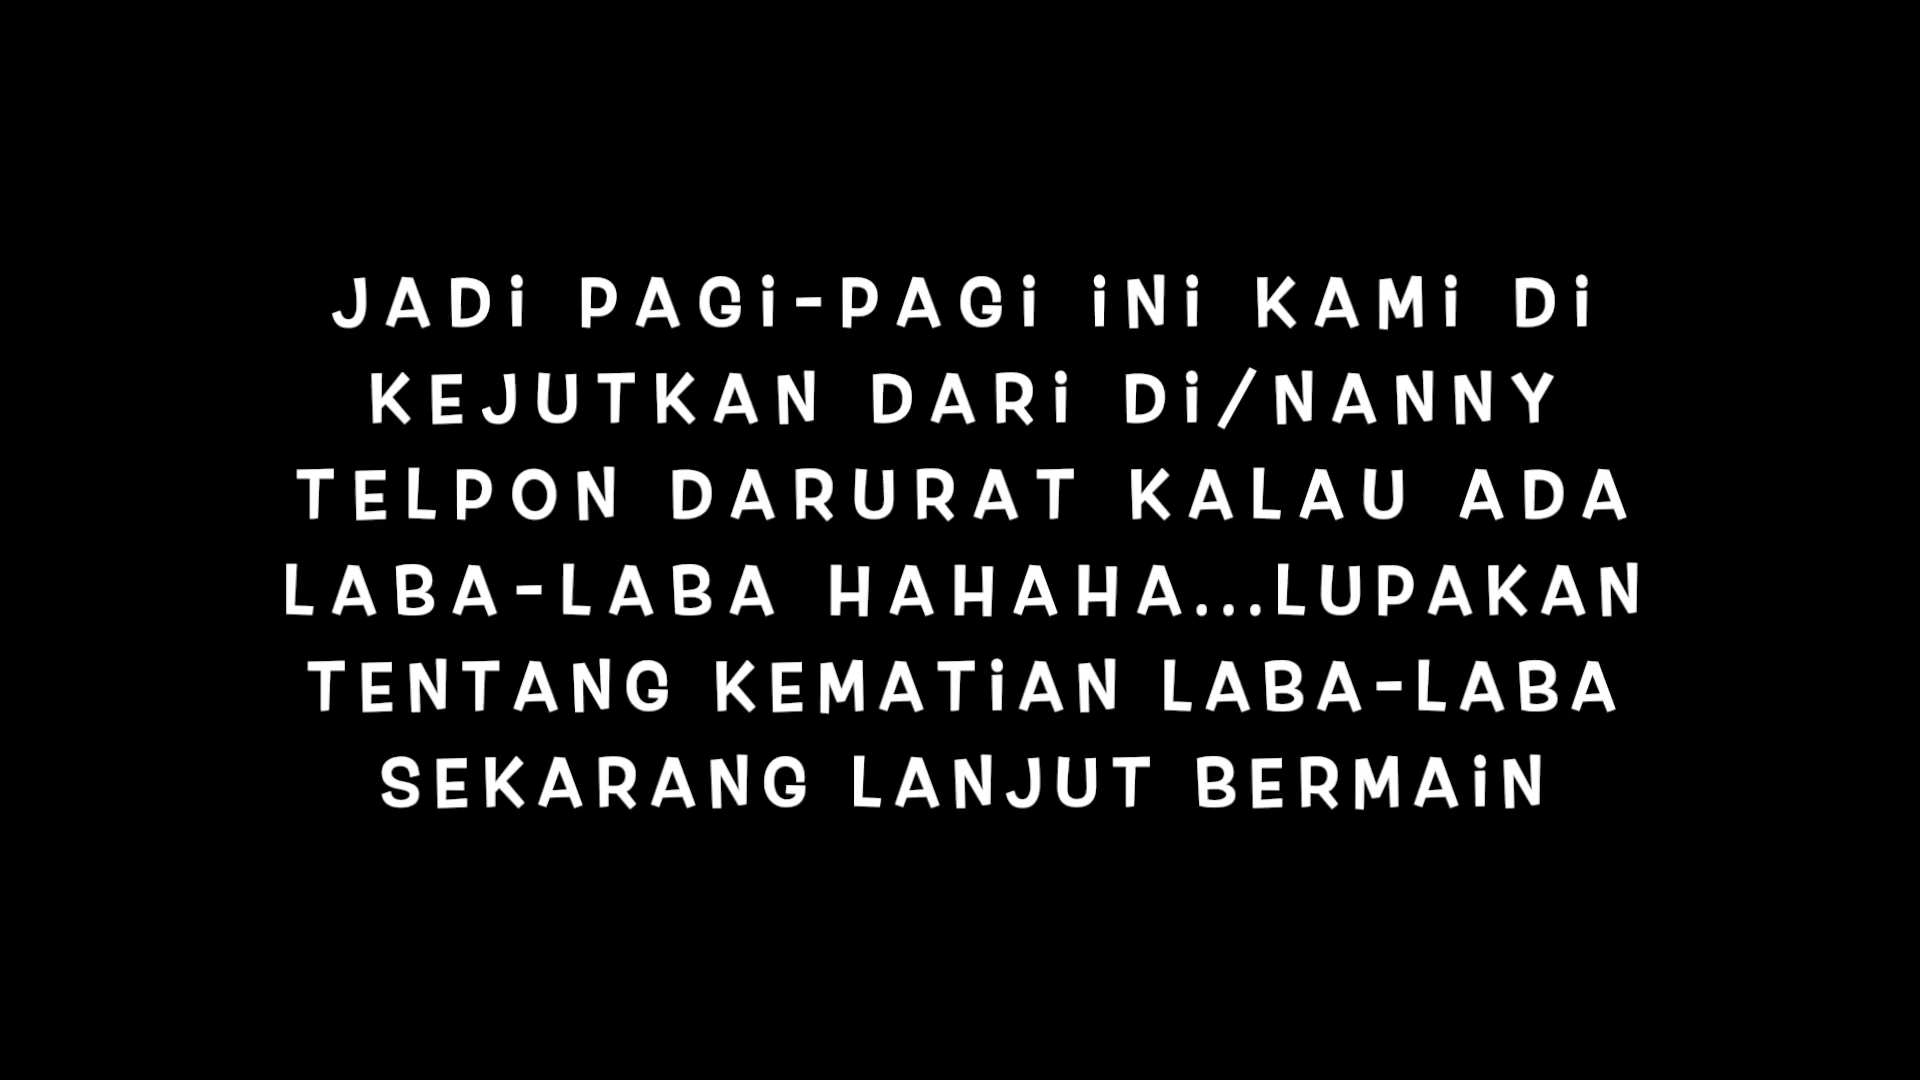 JADi PAGi-PAGi iNi KAMi Di
KEJUTKAN DARi Di/NANNY
TELPON DARURAT KALAU ADA
LABA-LABA HAHAHA...LUPAKAN
TENTANG KEMATiAN LABA-LABA
SEKARANG LANJUT BERMAiN